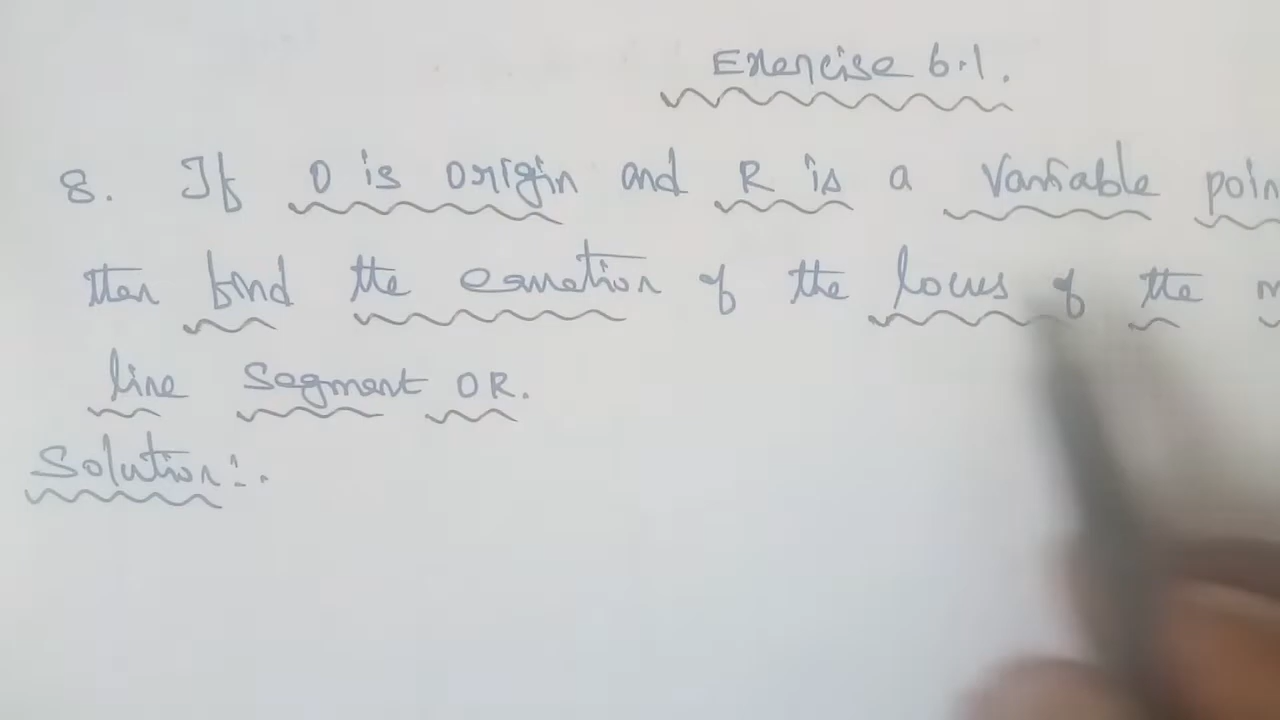 Exercise 6.1.
8. If O is origin and R is a variable poin
then find the equation of the locus of the m
line segment OR.
Solution:-